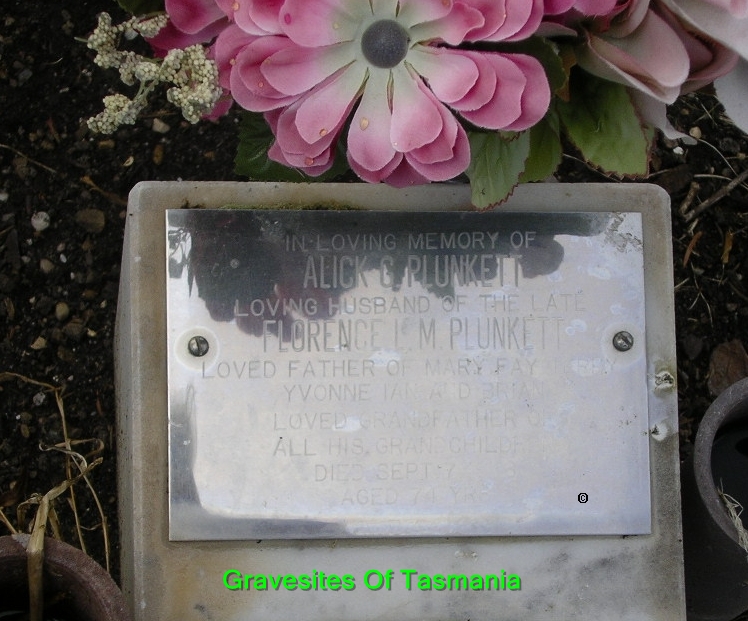 IN LOVING MEMORY OF
ALICK G. PLUNKETT
LOVING HUSBAND OF THE LATE
FLORENCE L. M. PLUNKETT
LOVED FATHER OF MARY FAY
YVONNE IAN AND BRIAN
LOVED GRANDFATHER OF
ALL HIS GRANDCHILDREN
DIED SEPT 7
AGED 74 YRS
©
Gravesites Of Tasmania